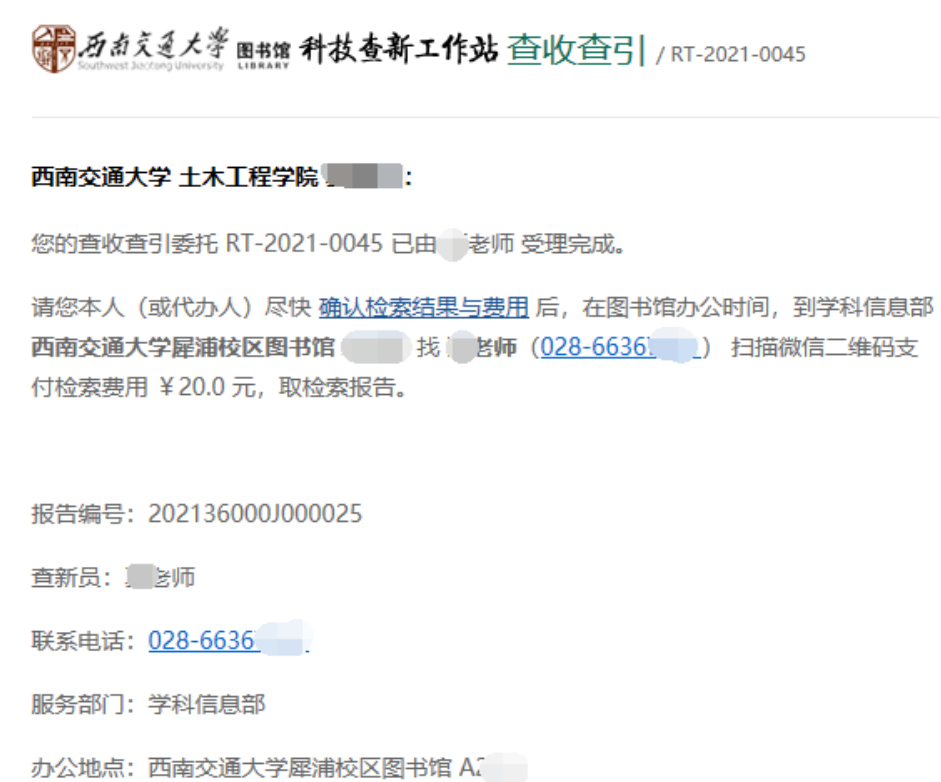 西南交通大学 Southwest Jiaotong University 图书馆 LIBRARY 科技查新工作站 查收查引 / RT-2021-0045
西南交通大学 土木工程学院 :
您的查收查引委托 RT-2021-0045 已由 老师 受理完成。
请您本人（或代办人）尽快 确认检索结果与费用 后，在图书馆办公时间，到学科信息部
西南交通大学犀浦校区图书馆 找 老师（028-6636 ） 扫描微信二维码支
付检索费用 ￥20.0 元，取检索报告。
报告编号：202136000J000025
查新员： 老师
联系电话：028-6636
服务部门：学科信息部
办公地点：西南交通大学犀浦校区图书馆 A2